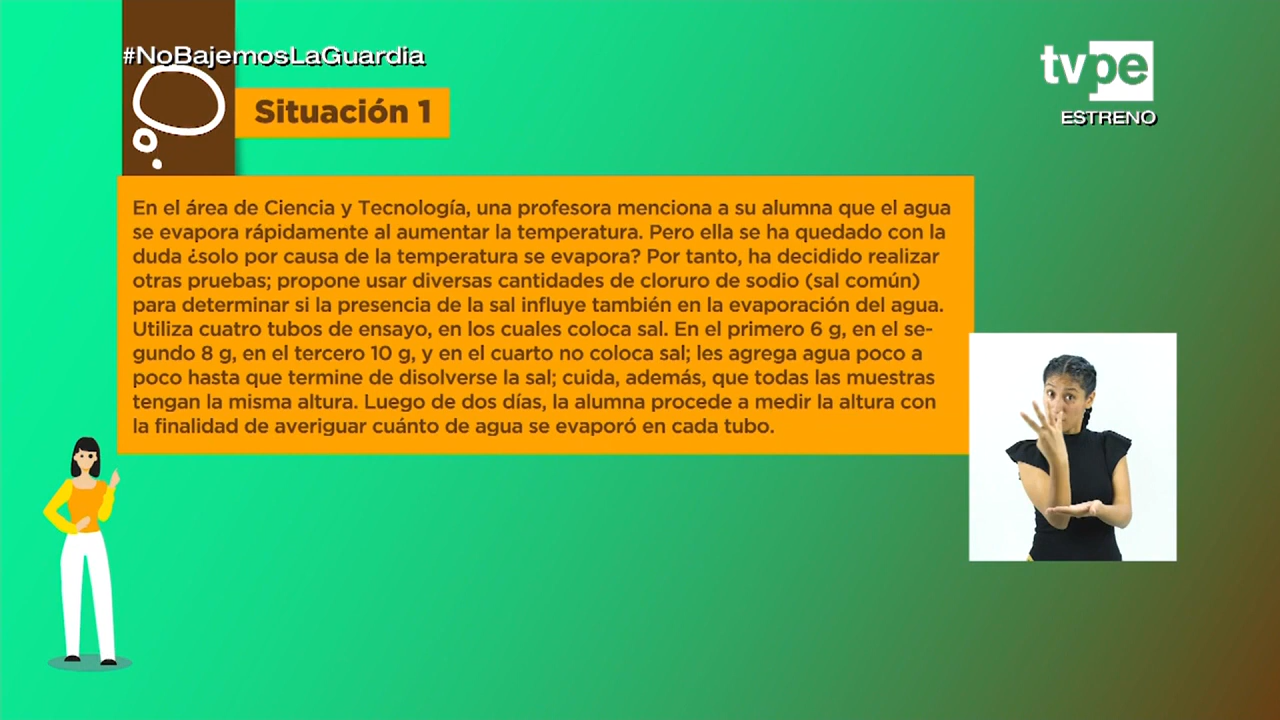 #NoBajemosLaGuardia
tvpe
ESTRENO
Situación 1
En el área de Ciencia y Tecnología, una profesora menciona a su alumna que el agua
se evapora rápidamente al aumentar la temperatura. Pero ella se ha quedado con la
duda ¿solo por causa de la temperatura se evapora? Por tanto, ha decidido realizar
otras pruebas; propone usar diversas cantidades de cloruro de sodio (sal común)
para determinar si la presencia de la sal influye también en la evaporación del agua.
Utiliza cuatro tubos de ensayo, en los cuales coloca sal. En el primero 6 g, en el se-
gundo 8 g, en el tercero 10 g, y en el cuarto no coloca sal; les agrega agua poco a
poco hasta que termine de disolverse la sal; cuida, además, que todas las muestras
tengan la misma altura. Luego de dos días, la alumna procede a medir la altura con
la finalidad de averiguar cuánto de agua se evaporó en cada tubo.